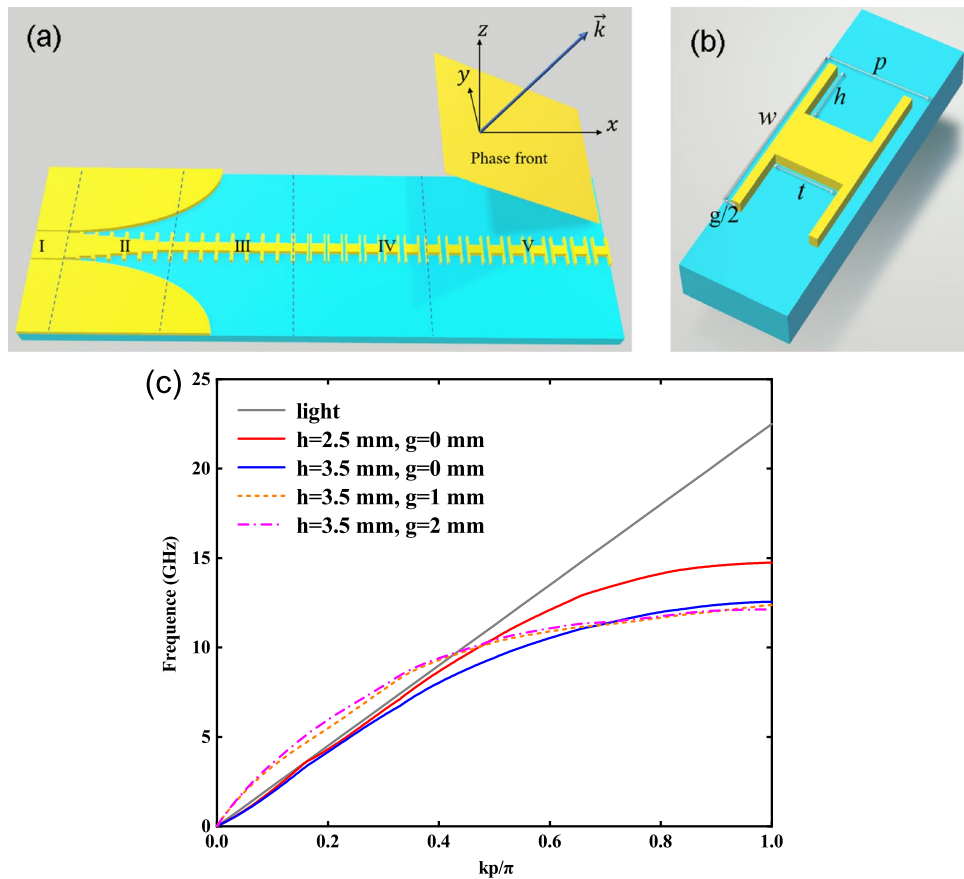 (a)
z
k
y
x
Phase front
I
II
III
IV
V
(b)
p
h
w
t
g/2
(c)
25
20
15
10
5
0
Frequence (GHz)
light
h=2.5 mm, g=0 mm
h=3.5 mm, g=0 mm
h=3.5 mm, g=1 mm
h=3.5 mm, g=2 mm
0.0 0.2 0.4 0.6 0.8 1.0
kp/π